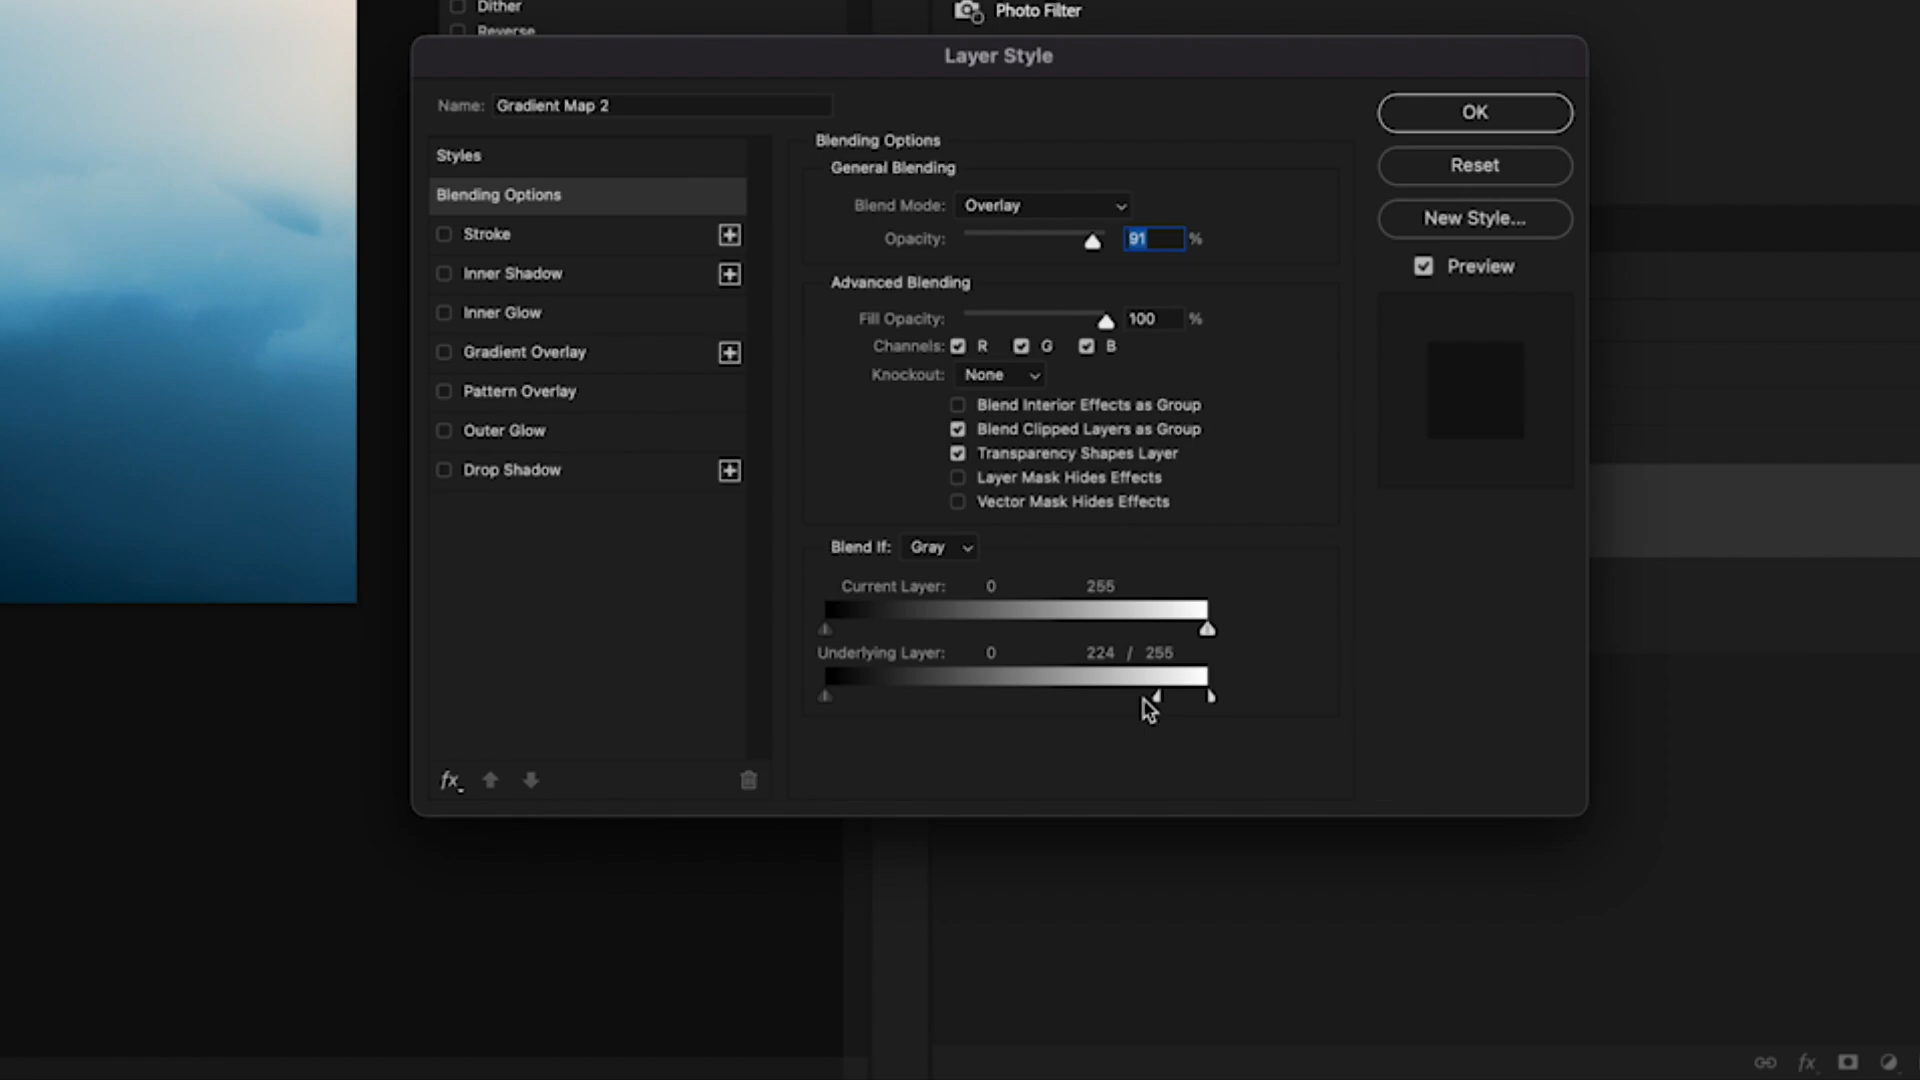 Dither
Photo Filter
Reverse
Layer Style
Name: Gradient Map 2
OK
Blending Options
Styles
General Blending
Reset
Blending Options
Blend Mode: Overlay
New Style...
Stroke
Opacity: 91 %
Preview
Inner Shadow
Advanced Blending
Inner Glow
Fill Opacity: 100 %
Channels: R G B
Gradient Overlay
Knockout: None
Pattern Overlay
Blend Interior Effects as Group
Outer Glow
Blend Clipped Layers as Group
Transparency Shapes Layer
Drop Shadow
Layer Mask Hides Effects
Vector Mask Hides Effects
Blend If: Gray
Current Layer: 0 255
Underlying Layer: 0 224 / 255
fx
fx